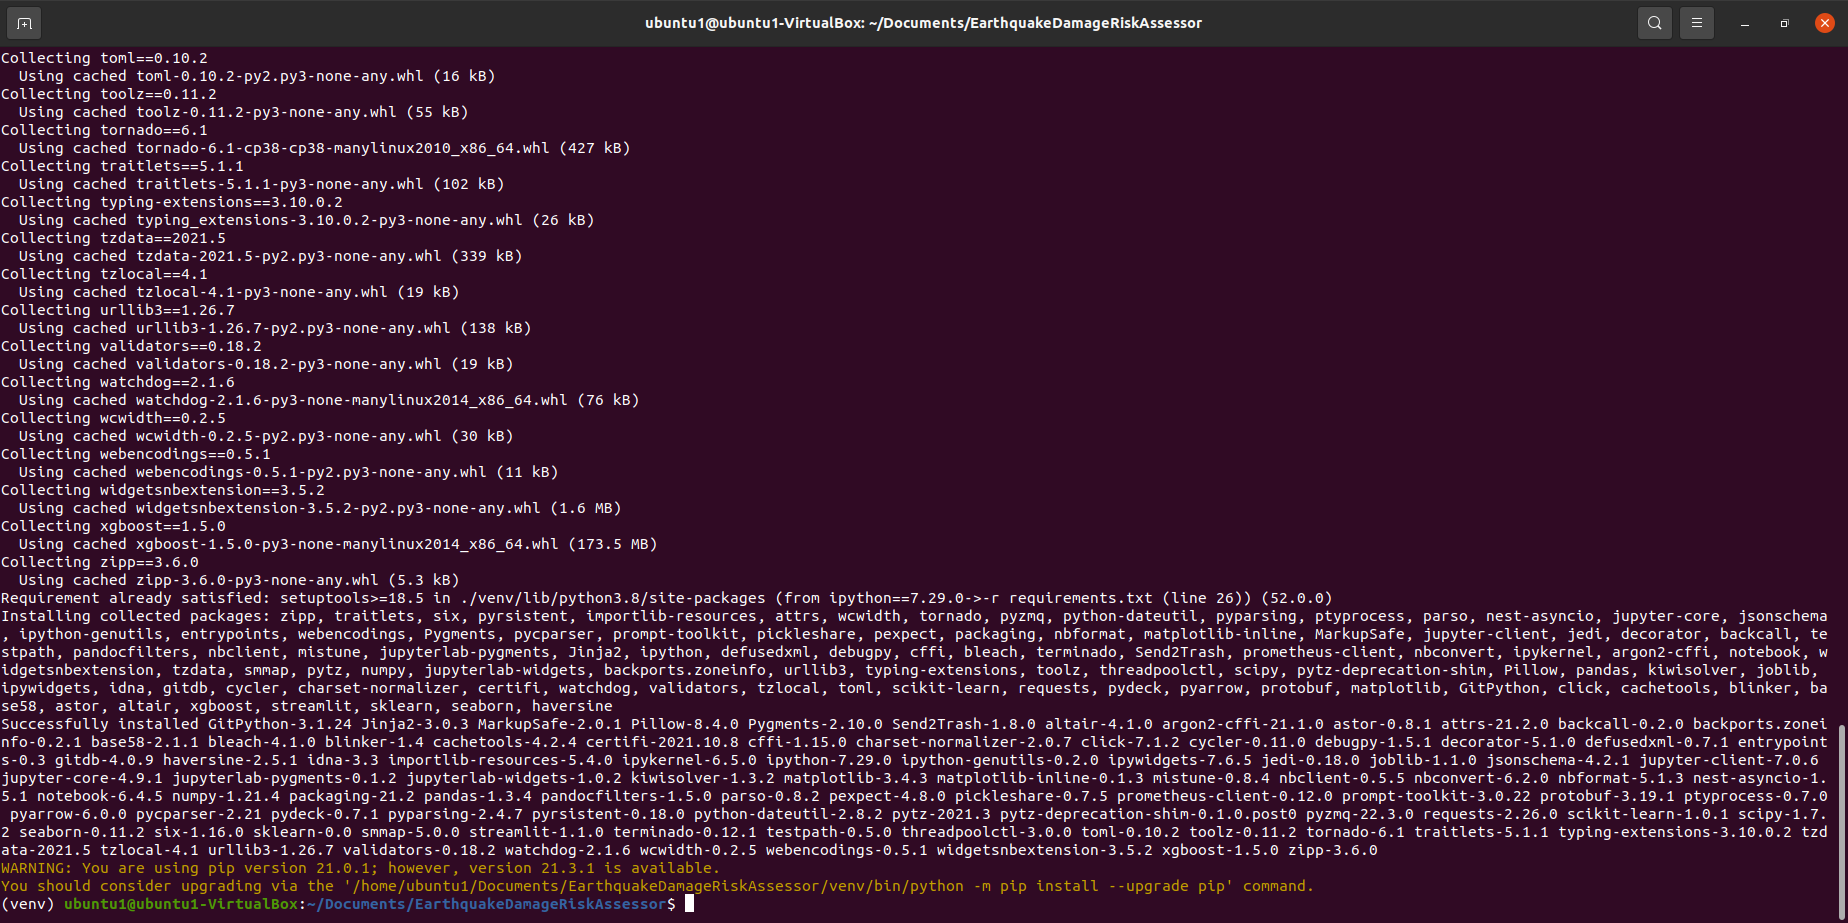 ubuntu1@ubuntu1-VirtualBox: ~/Documents/EarthquakeDamageRiskAssessor
Collecting toml==0.10.2
  Using cached toml-0.10.2-py2.py3-none-any.whl (16 kB)
Collecting toolz==0.11.2
  Using cached toolz-0.11.2-py3-none-any.whl (55 kB)
Collecting tornado==6.1
  Using cached tornado-6.1-cp38-cp38-manylinux2010_x86_64.whl (427 kB)
Collecting traitlets==5.1.1
  Using cached traitlets-5.1.1-py3-none-any.whl (102 kB)
Collecting typing-extensions==3.10.0.2
  Using cached typing_extensions-3.10.0.2-py3-none-any.whl (26 kB)
Collecting tzdata==2021.5
  Using cached tzdata-2021.5-py2.py3-none-any.whl (339 kB)
Collecting tzlocal==4.1
  Using cached tzlocal-4.1-py3-none-any.whl (19 kB)
Collecting urllib3==1.26.7
  Using cached urllib3-1.26.7-py2.py3-none-any.whl (138 kB)
Collecting validators==0.18.2
  Using cached validators-0.18.2-py3-none-any.whl (19 kB)
Collecting watchdog==2.1.6
  Using cached watchdog-2.1.6-py3-none-manylinux2014_x86_64.whl (76 kB)
Collecting wcwidth==0.2.5
  Using cached wcwidth-0.2.5-py2.py3-none-any.whl (30 kB)
Collecting webencodings==0.5.1
  Using cached webencodings-0.5.1-py2.py3-none-any.whl (11 kB)
Collecting widgetsnbextension==3.5.2
  Using cached widgetsnbextension-3.5.2-py2.py3-none-any.whl (1.6 MB)
Collecting xgboost==1.5.0
  Using cached xgboost-1.5.0-py3-none-manylinux2014_x86_64.whl (173.5 MB)
Collecting zipp==3.6.0
  Using cached zipp-3.6.0-py3-none-any.whl (5.3 kB)
Requirement already satisfied: setuptools>=18.5 in ./venv/lib/python3.8/site-packages (from ipython==7.29.0->-r requirements.txt (line 26)) (52.0.0)
Installing collected packages: zipp, traitlets, six, pyrsistent, importlib-resources, attrs, wcwidth, tornado, pyzmq, python-dateutil, pyparsing, ptyprocess, parso, nest-asyncio, jupyter-core, jsonschema
, ipython-genutils, entrypoints, webencodings, Pygments, pycparser, prompt-toolkit, pickleshare, pexpect, packaging, nbformat, matplotlib-inline, MarkupSafe, jupyter-client, jedi, decorator, backcall, te
stpath, pandocfilters, nbclient, mistune, jupyterlab-pygments, Jinja2, ipython, defusedxml, debugpy, cffi, bleach, terminado, Send2Trash, prometheus-client, nbconvert, ipykernel, argon2-cffi, notebook, w
idgetsnbextension, tzdata, smmap, pytz, numpy, jupyterlab-widgets, backports.zoneinfo, urllib3, typing-extensions, toolz, threadpoolctl, scipy, pytz-deprecation-shim, Pillow, pandas, kiwisolver, joblib,
ipywidgets, idna, gitdb, cycler, charset-normalizer, certifi, watchdog, validators, tzlocal, toml, scikit-learn, requests, pydeck, pyarrow, protobuf, matplotlib, GitPython, click, cachetools, blinker, ba
se58, astor, altair, xgboost, streamlit, sklearn, seaborn, haversine
Successfully installed GitPython-3.1.24 Jinja2-3.0.3 MarkupSafe-2.0.1 Pillow-8.4.0 Pygments-2.10.0 Send2Trash-1.8.0 altair-4.1.0 argon2-cffi-21.1.0 astor-0.8.1 attrs-21.2.0 backcall-0.2.0 backports.zonei
nfo-0.2.1 base58-2.1.1 bleach-4.1.0 blinker-1.4 cachetools-4.2.4 certifi-2021.10.8 cffi-1.15.0 charset-normalizer-2.0.7 click-7.1.2 cycler-0.11.0 debugpy-1.5.1 decorator-5.1.0 defusedxml-0.7.1 entrypoint
s-0.3 gitdb-4.0.9 haversine-2.5.1 idna-3.3 importlib-resources-5.4.0 ipykernel-6.5.0 ipython-7.29.0 ipython-genutils-0.2.0 ipywidgets-7.6.5 jedi-0.18.0 joblib-1.1.0 jsonschema-4.2.1 jupyter-client-7.0.6
jupyter-core-4.9.1 jupyterlab-pygments-0.1.2 jupyterlab-widgets-1.0.2 kiwisolver-1.3.2 matplotlib-3.4.3 matplotlib-inline-0.1.3 mistune-0.8.4 nbclient-0.5.5 nbconvert-6.2.0 nbformat-5.1.3 nest-asyncio-1.
5.1 notebook-6.4.5 numpy-1.21.4 packaging-21.2 pandas-1.3.4 pandocfilters-1.5.0 parso-0.8.2 pexpect-4.8.0 pickleshare-0.7.5 prometheus-client-0.12.0 prompt-toolkit-3.0.22 protobuf-3.19.1 ptyprocess-0.7.0
 pyarrow-6.0.0 pycparser-2.21 pydeck-0.7.1 pyparsing-2.4.7 pyrsistent-0.18.0 python-dateutil-2.8.2 pytz-2021.3 pytz-deprecation-shim-0.1.0.post0 pyzmq-22.3.0 requests-2.26.0 scikit-learn-1.0.1 scipy-1.7.
2 seaborn-0.11.2 six-1.16.0 sklearn-0.0 smmap-5.0.0 streamlit-1.1.0 terminado-0.12.1 testpath-0.5.0 threadpoolctl-3.0.0 toml-0.10.2 toolz-0.11.2 tornado-6.1 traitlets-5.1.1 typing-extensions-3.10.0.2 tzd
ata-2021.5 tzlocal-4.1 urllib3-1.26.7 validators-0.18.2 watchdog-2.1.6 wcwidth-0.2.5 webencodings-0.5.1 widgetsnbextension-3.5.2 xgboost-1.5.0 zipp-3.6.0
WARNING: You are using pip version 21.0.1; however, version 21.3.1 is available.
You should consider upgrading via the '/home/ubuntu1/Documents/EarthquakeDamageRiskAssessor/venv/bin/python -m pip install --upgrade pip' command.
(venv) ubuntu1@ubuntu1-VirtualBox:~/Documents/EarthquakeDamageRiskAssessor$